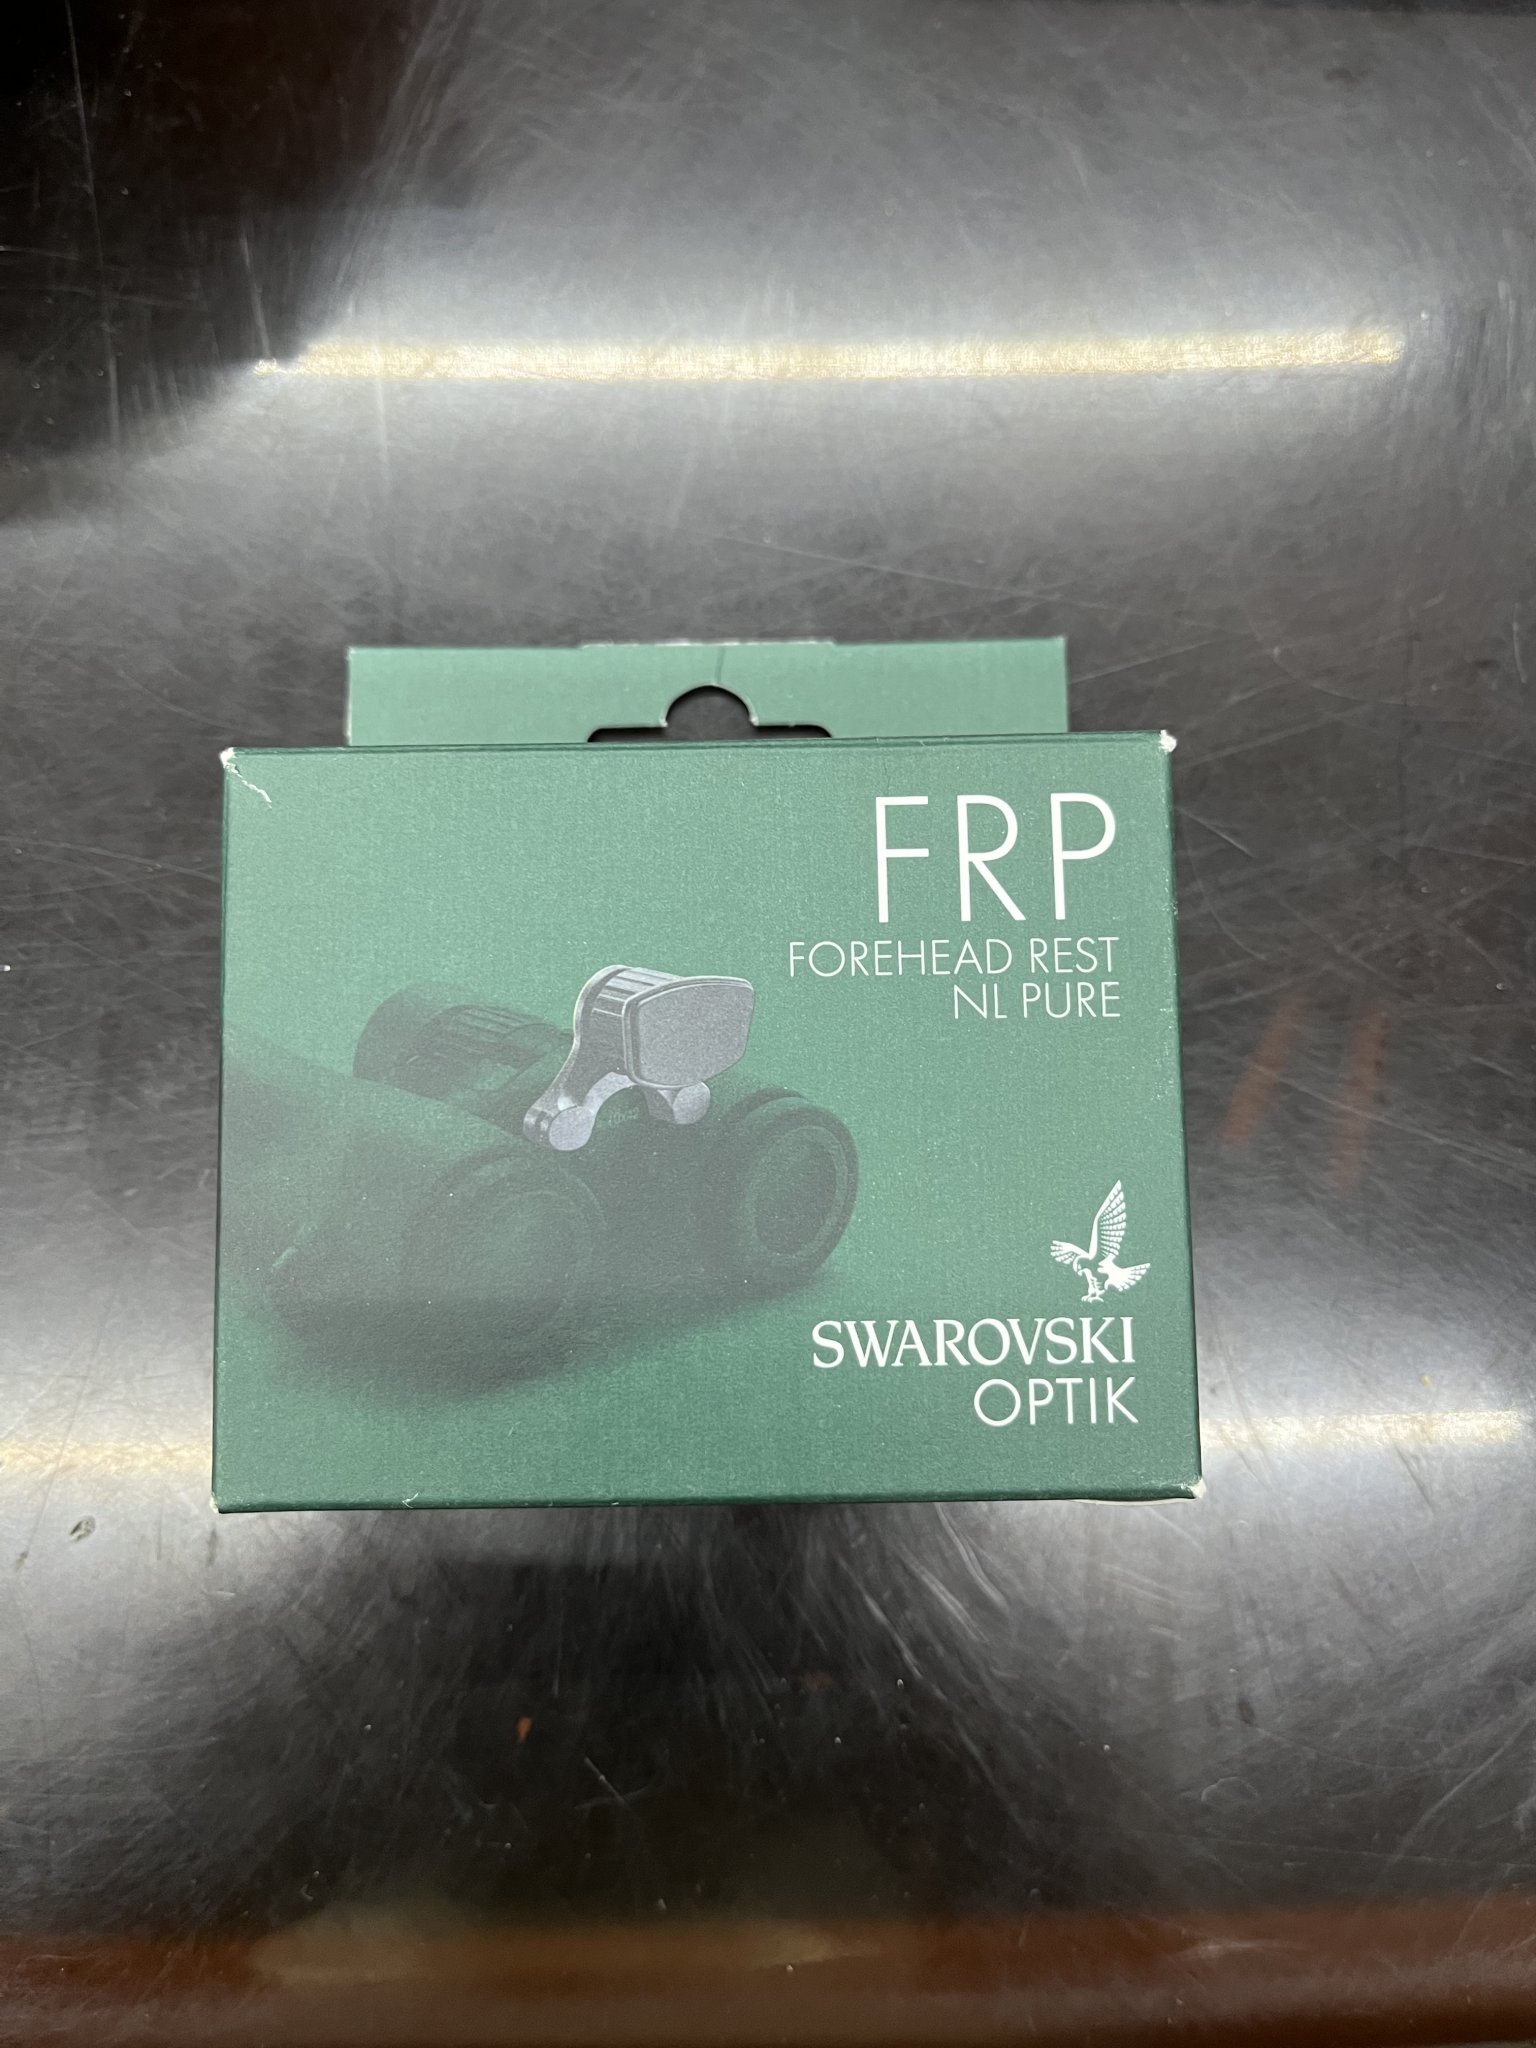 FRP
FOREHEAD REST
NL PURE
SWAROVSKI
OPTIK